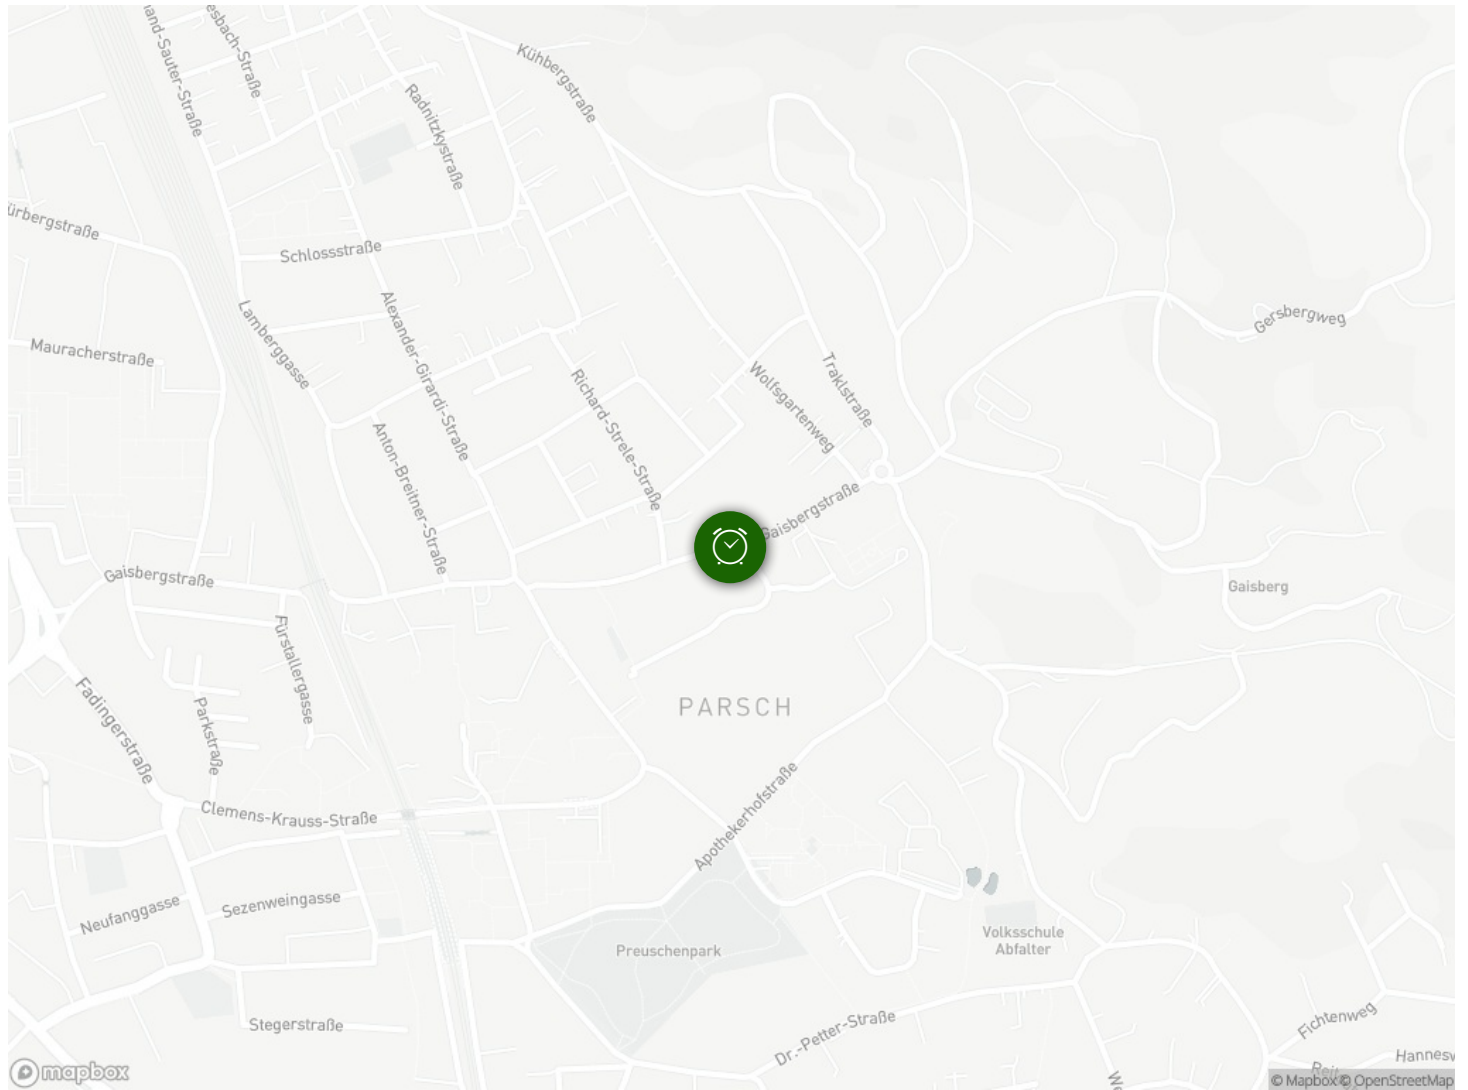 Kühbergstraße
Radnitzkystraße
Schlossstraße
Gersbergweg
Mauracherstraße
Lamberggasse
Alexander-Girardi-Straße
Richard-Strele-Straße
Wolfsgartenweg
Traklstraße
Anton-Breitner-Straße
Gaisbergstraße
Gaisbergstraße
Gaisberg
Fürstallergasse
Fadingerstraße
Parkstraße
PARSCH
Clemens-Krauss-Straße
Apothekerhofstraße
Neufanggasse
Sezenweingasse
Preuschenpark
Volksschule
Abfalter
Stegerstraße
Dr.-Petter-Straße
Fichtenweg
mapbox
© Mapbox © OpenStreetMap